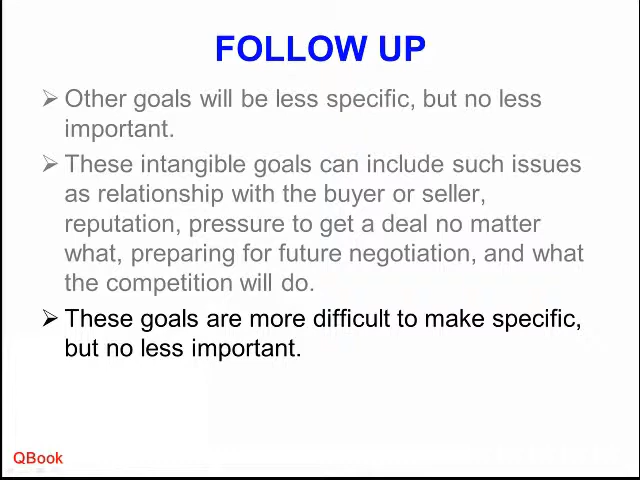 FOLLOW UP
➢ Other goals will be less specific, but no less
important.
➢ These intangible goals can include such issues
as relationship with the buyer or seller,
reputation, pressure to get a deal no matter
what, preparing for future negotiation, and what
the competition will do.
➢ These goals are more difficult to make specific,
but no less important.
QBook